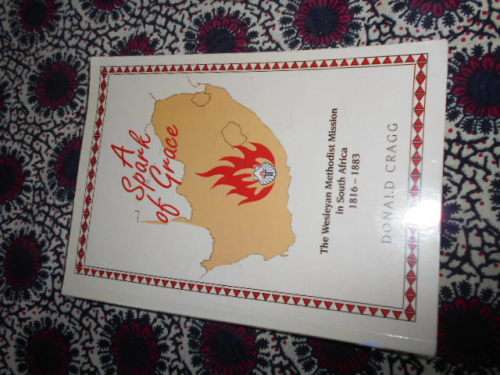 A
Spark
of Grace
The Wesleyan Methodist Mission
in South Africa
1816 - 1883
DONALD CRAGG